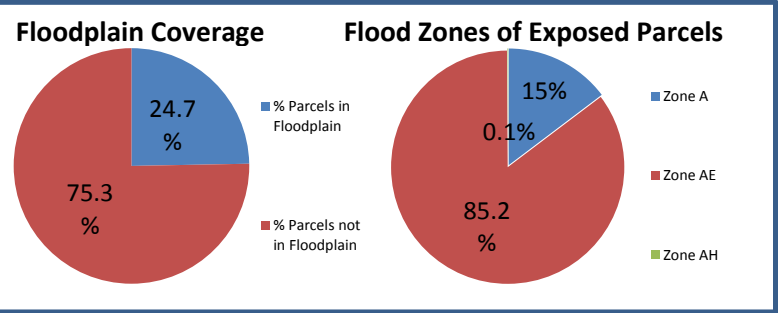 Floodplain Coverage
24.7
%
75.3
%
% Parcels in
Floodplain
% Parcels not
in Floodplain
Flood Zones of Exposed Parcels
15%
0.1%
85.2
%
Zone A
Zone AE
Zone AH